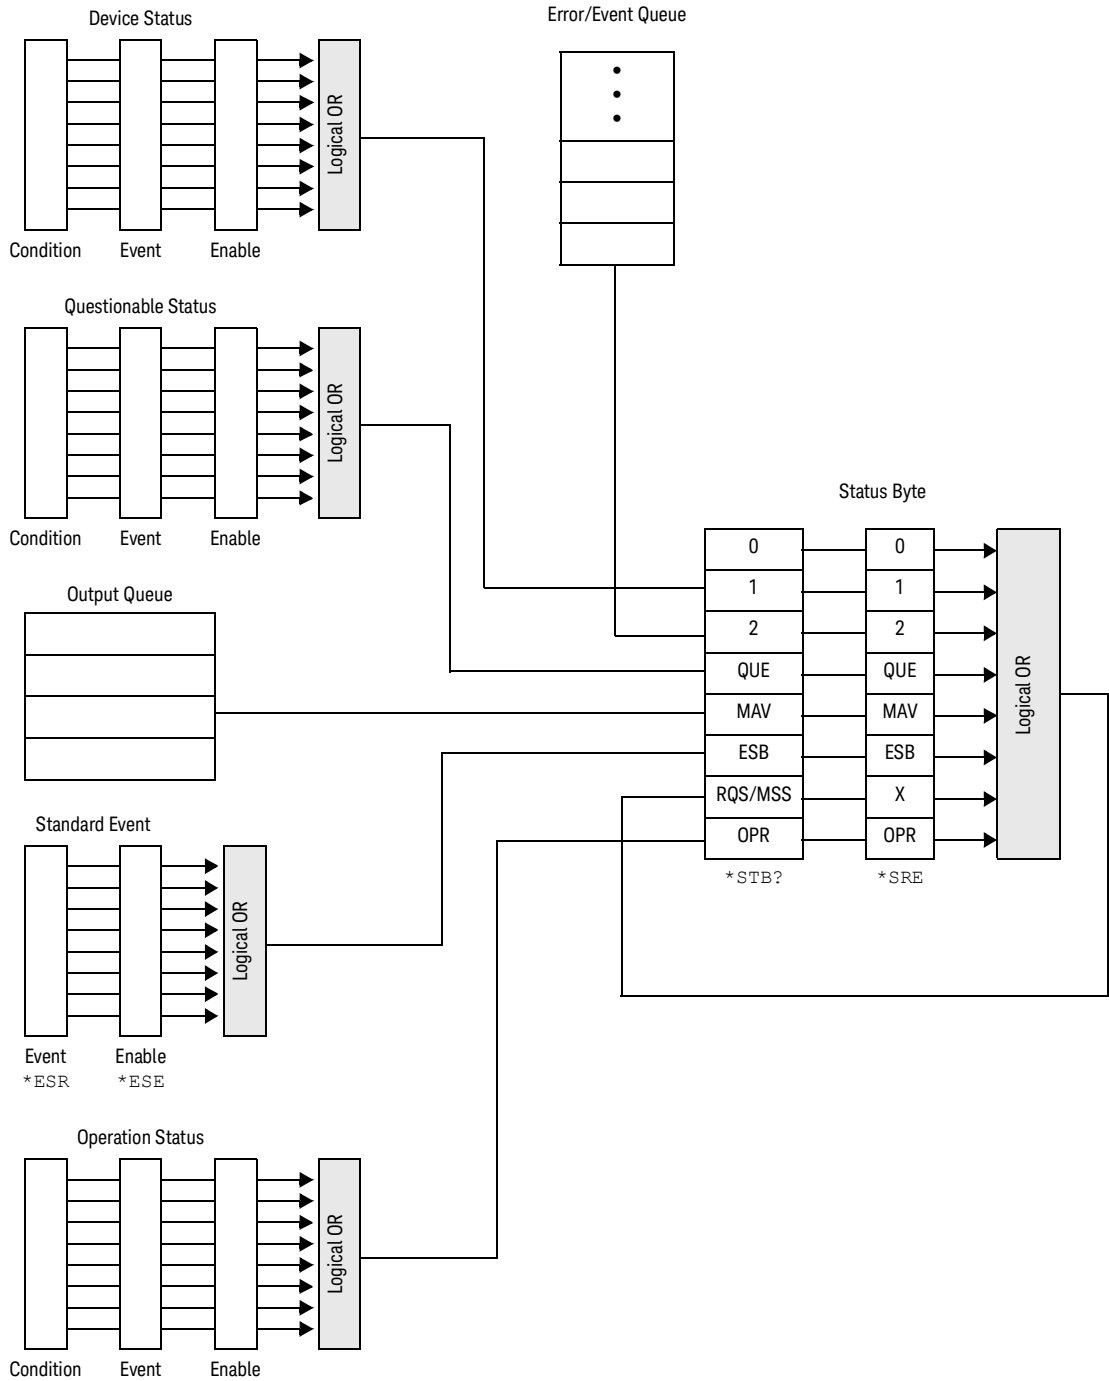 Device Status
Logical OR
Condition Event Enable
Error/Event Queue
Questionable Status
Logical OR
Condition Event Enable
Output Queue
Standard Event
Logical OR
Event Enable
*ESR *ESE
Operation Status
Logical OR
Condition Event Enable
Status Byte
0 0
1 1
2 2
QUE QUE
MAV MAV
ESB ESB
RQS/MSS X
OPR OPR
Logical OR
*STB? *SRE